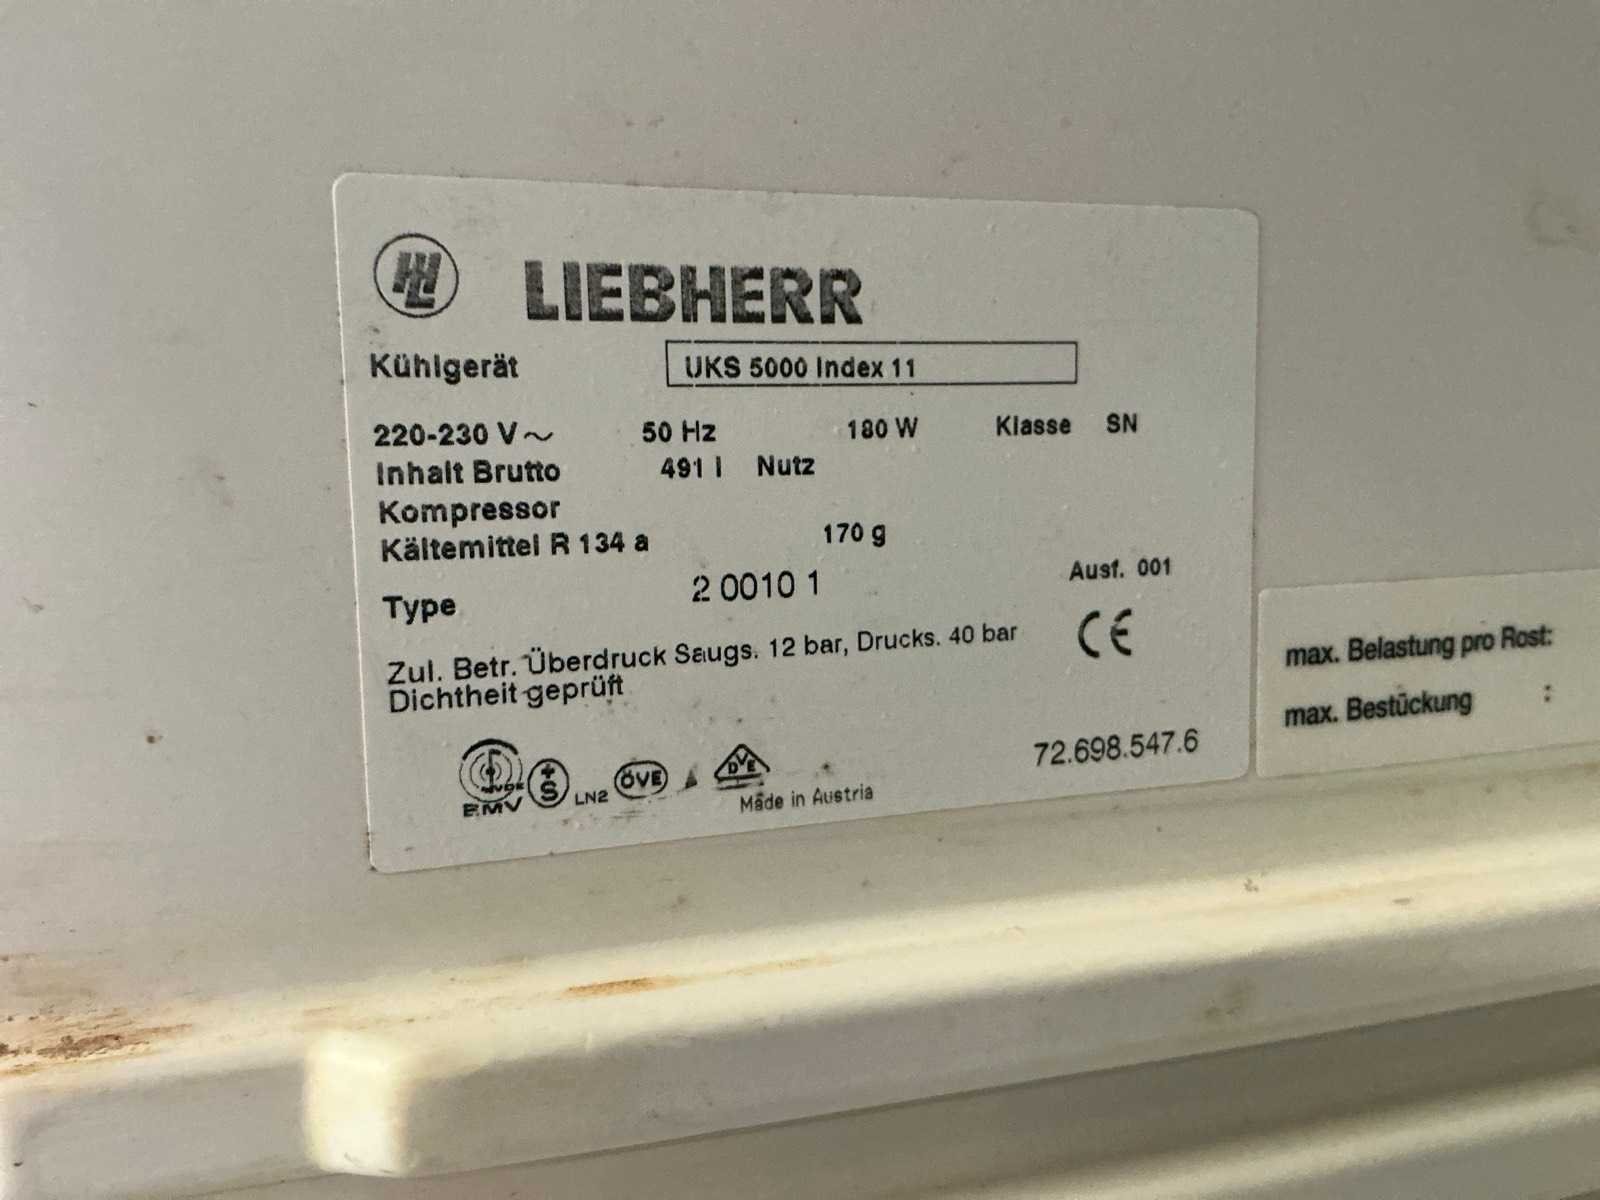 LIEBHERR
Kühlgerät UKS 5000 Index 11
220-230 V~ 50 Hz 180 W Klasse SN
Inhalt Brutto 491 l Nutz
Kompressor
Kältemittel R 134 a 170 g
Type 2 0010 1 Ausf. 001
Zul. Betr. Überdruck Saugs. 12 bar, Drucks. 40 bar CE
Dichtheit geprüft
72.698.547.6
VDE EMV +S LN2 ÖVE DVE
Made in Austria
max. Belastung pro Rost:
max. Bestückung :